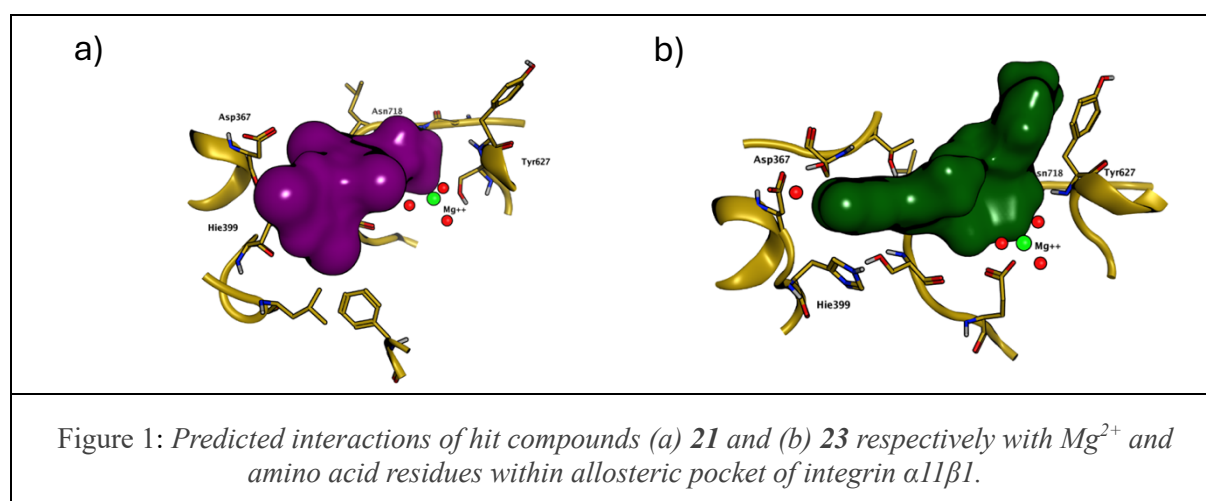 a)
b)
Asp367
Asn718
Tyr627
Mg++
Hie399
Asp367
sn718
Tyr627
Mg++
Hie399
Figure 1: Predicted interactions of hit compounds (a) 21 and (b) 23 respectively with Mg2+ and
amino acid residues within allosteric pocket of integrin α11β1.